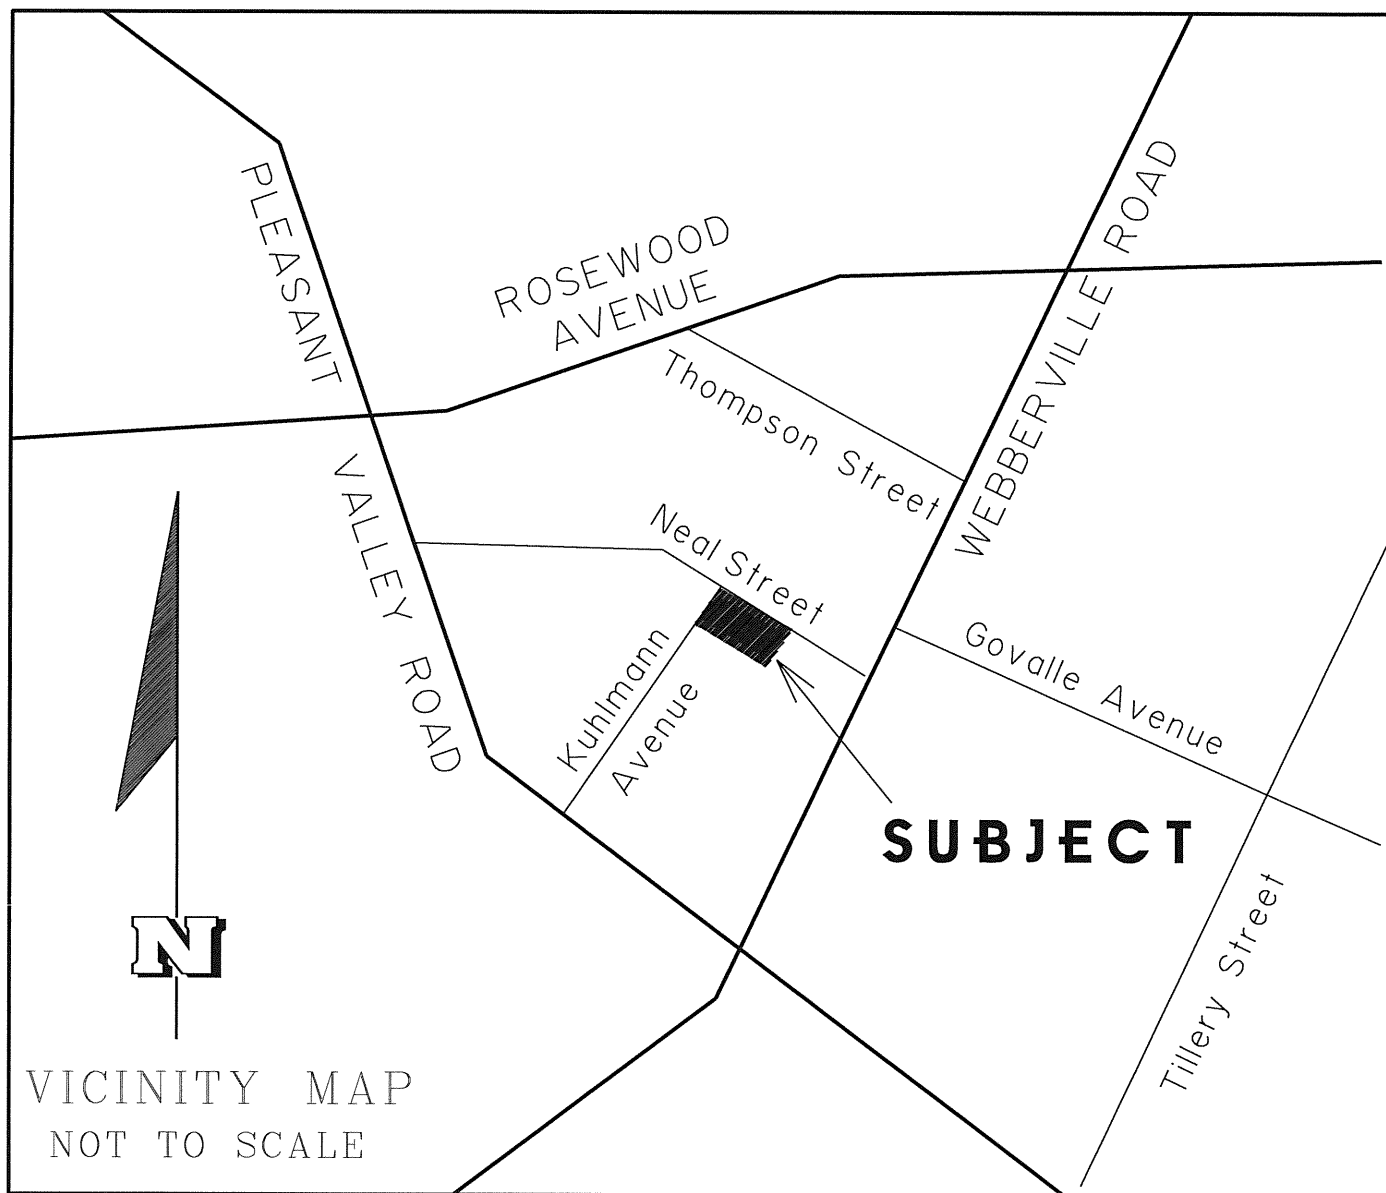 PLEASANT VALLEY ROAD
ROSEWOOD
AVENUE
WEBBERVILLE ROAD
Thompson Street
Neal Street
Kuhlmann
Avenue
Govalle Avenue
SUBJECT
Tillery Street
N
VICINITY MAP
NOT TO SCALE